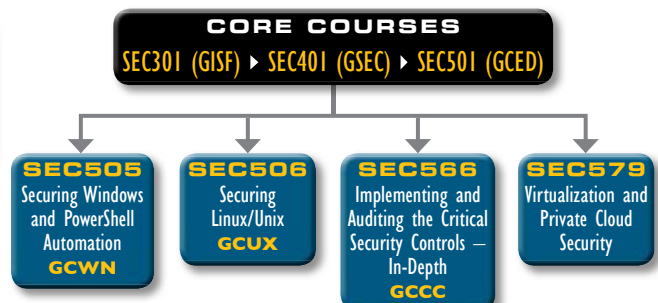 CORE COURSES
SEC301 (GISF) ▸ SEC401 (GSEC) ▸ SEC501 (GCED)
SEC505
Securing Windows
and PowerShell
Automation
GCWN
SEC506
Securing
Linux/Unix
GCUX
SEC566
Implementing and
Auditing the Critical
Security Controls –
In-Depth
GCCC
SEC579
Virtualization and
Private Cloud
Security